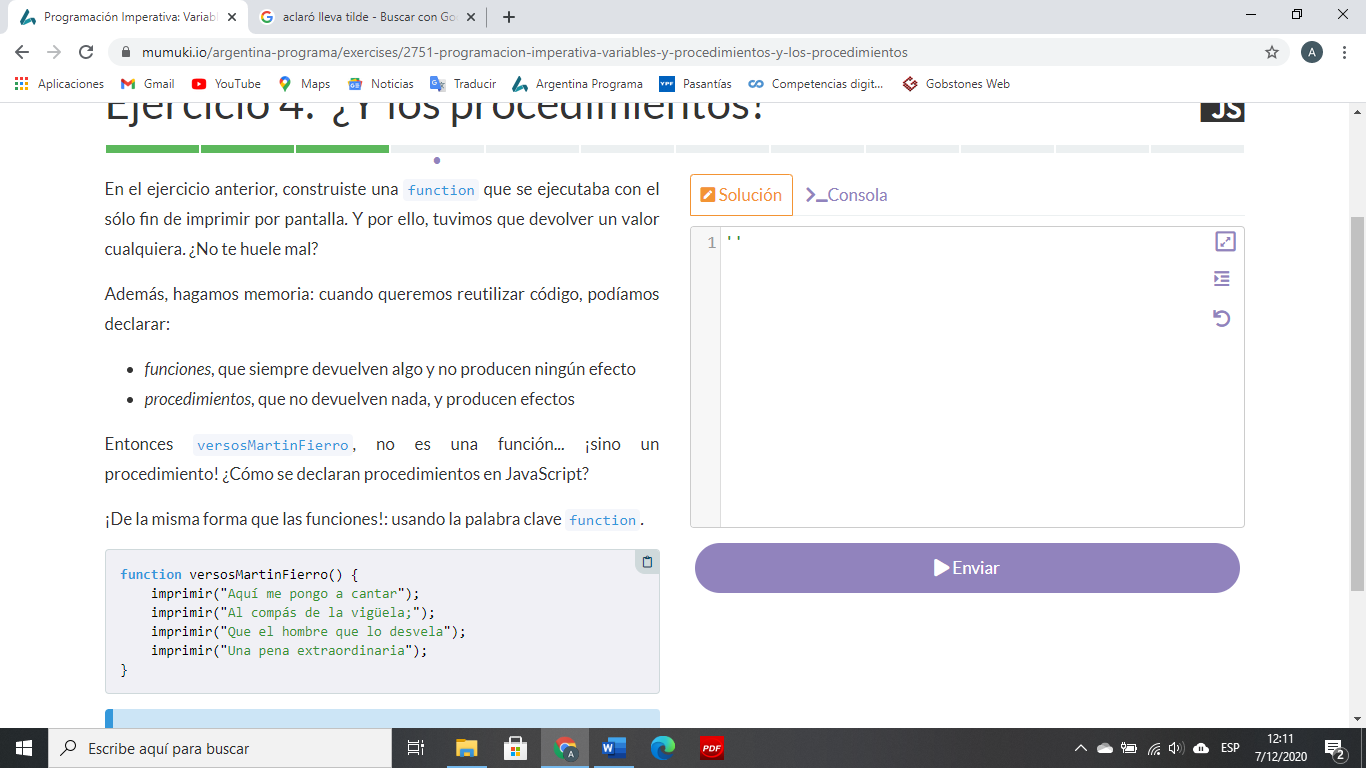 Programación Imperativa: Variab
aclaró lleva tilde - Buscar con Go
mumuki.io/argentina-programa/exercises/2751-programacion-imperativa-variables-y-procedimientos-y-los-procedimientos
A
Aplicaciones
Gmail
YouTube
Maps
Noticias
Traducir
Argentina Programa
YPF
Pasantías
Competencias digit...
Gobstones Web
Ejercicio 4: ¿Y los procedimientos?
JS
En el ejercicio anterior, construiste una function que se ejecutaba con el
sólo fin de imprimir por pantalla. Y por ello, tuvimos que devolver un valor
cualquiera. ¿No te huele mal?
Además, hagamos memoria: cuando queremos reutilizar código, podíamos
declarar:
• funciones, que siempre devuelven algo y no producen ningún efecto
• procedimientos, que no devuelven nada, y producen efectos
Entonces versosMartinFierro, no es una función... ¡sino un
procedimiento! ¿Cómo se declaran procedimientos en JavaScript?
¡De la misma forma que las funciones!: usando la palabra clave function.
function versosMartinFierro() {
imprimir("Aquí me pongo a cantar");
imprimir("Al compás de la vigüela;");
imprimir("Que el hombre que lo desvela");
imprimir("Una pena extraordinaria");
}
Solución
Consola
1 ''
Enviar
Escribe aquí para buscar
A
W
PDF
ESP
12:11
7/12/2020
2